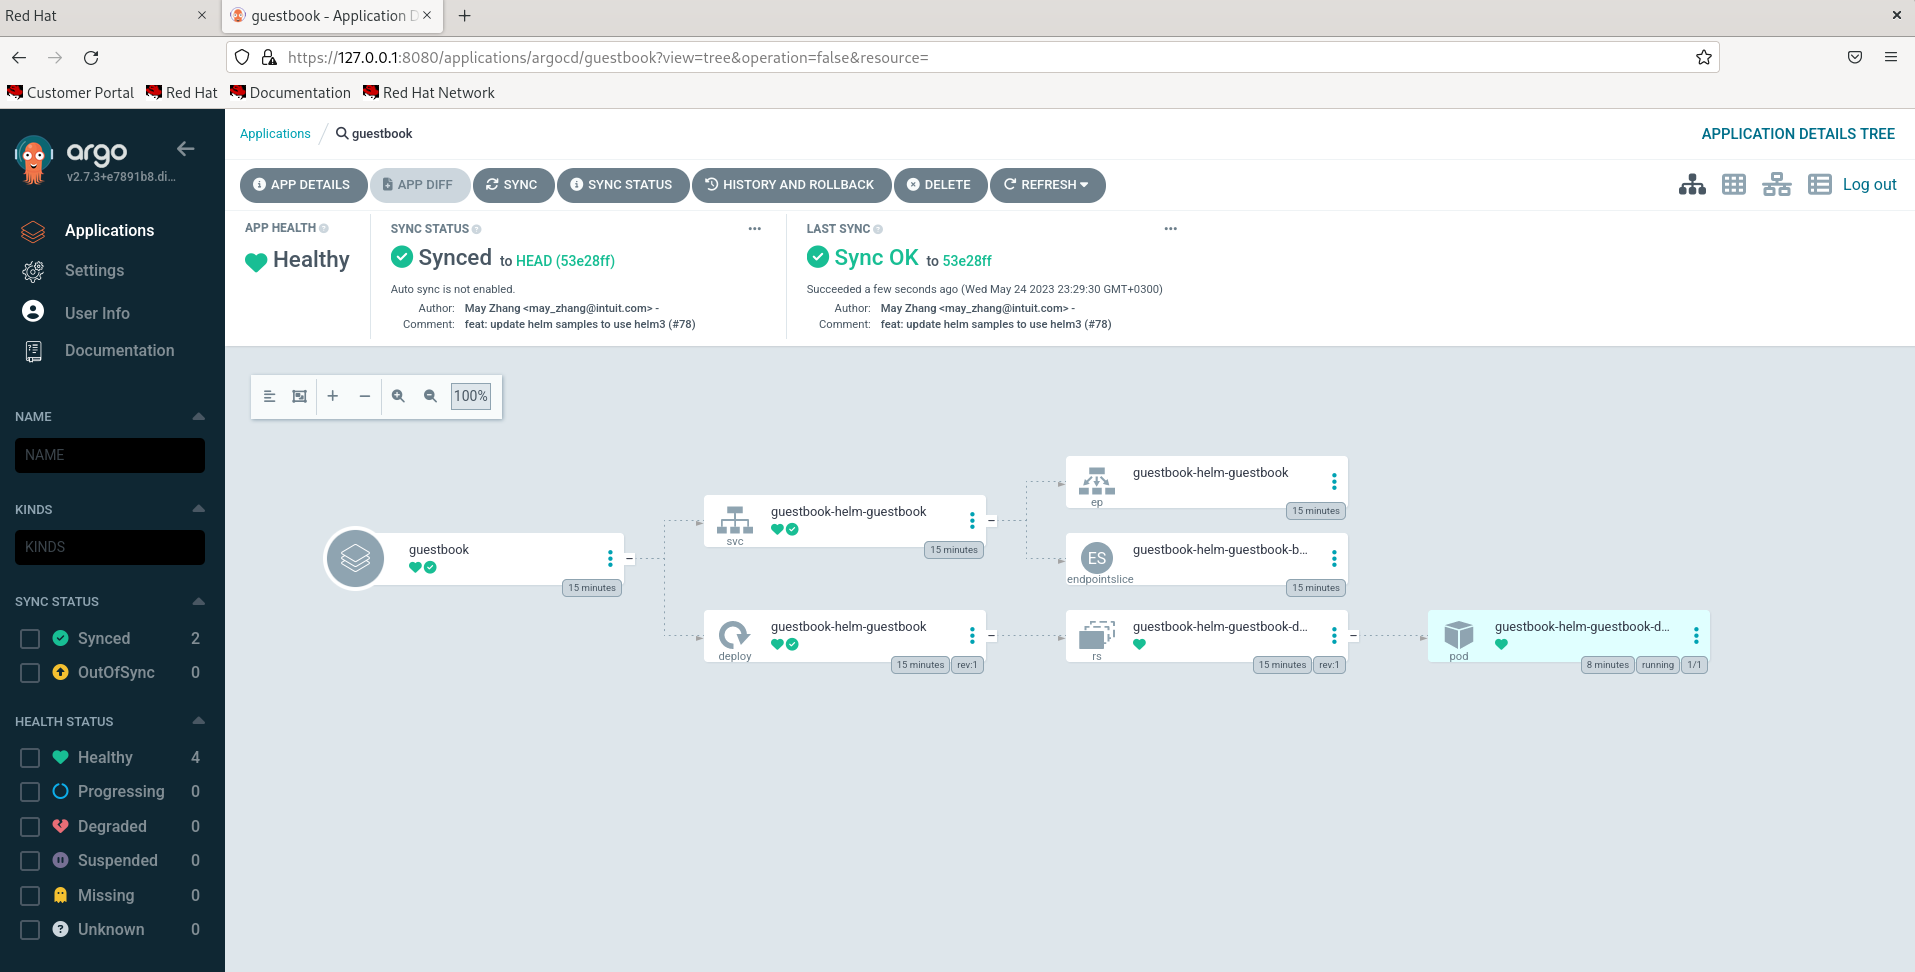 Red Hat
guestbook - Application D
https://127.0.0.1:8080/applications/argocd/guestbook?view=tree&operation=false&resource=
Customer Portal Red Hat Documentation Red Hat Network
argo
v2.7.3+e7891b8.di...
Applications
Settings
User Info
Documentation
NAME
NAME
KINDS
KINDS
SYNC STATUS
Synced 2
OutOfSync 0
HEALTH STATUS
Healthy 4
Progressing 0
Degraded 0
Suspended 0
Missing 0
Unknown 0
Applications / guestbook
APPLICATION DETAILS TREE
APP DETAILS APP DIFF SYNC SYNC STATUS HISTORY AND ROLLBACK DELETE REFRESH
Log out
APP HEALTH
Healthy
SYNC STATUS
Synced to HEAD (53e28ff)
Auto sync is not enabled.
Author: May Zhang <may_zhang@intuit.com> -
Comment: feat: update helm samples to use helm3 (#78)
LAST SYNC
Sync OK to 53e28ff
Succeeded a few seconds ago (Wed May 24 2023 23:29:30 GMT+0300)
Author: May Zhang <may_zhang@intuit.com> -
Comment: feat: update helm samples to use helm3 (#78)
100%
guestbook
15 minutes
guestbook-helm-guestbook
svc
15 minutes
guestbook-helm-guestbook
deploy
15 minutes rev:1
guestbook-helm-guestbook
ep
15 minutes
ES
guestbook-helm-guestbook-b...
endpointslice
15 minutes
guestbook-helm-guestbook-d...
rs
15 minutes rev:1
guestbook-helm-guestbook-d...
pod
8 minutes running 1/1